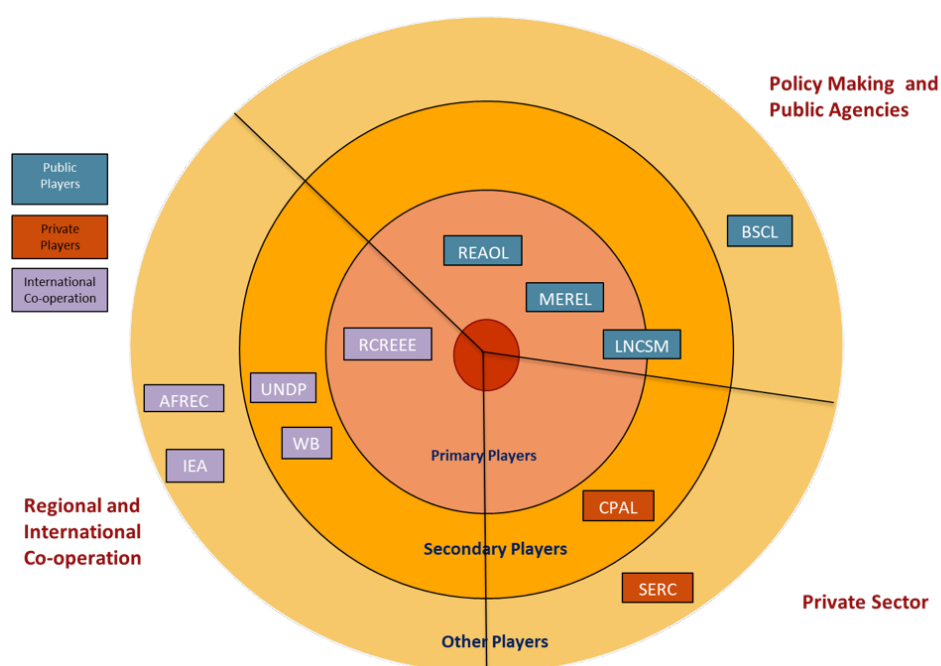 Policy Making and
Public Agencies
Public
Players
Private
Players
International
Co-operation
BSCL
REAOL
MEREL
RCREEE
LNCSM
AFREC
UNDP
WB
IEA
Primary Players
CPAL
Regional and
International
Co-operation
Secondary Players
SERC
Private Sector
Other Players